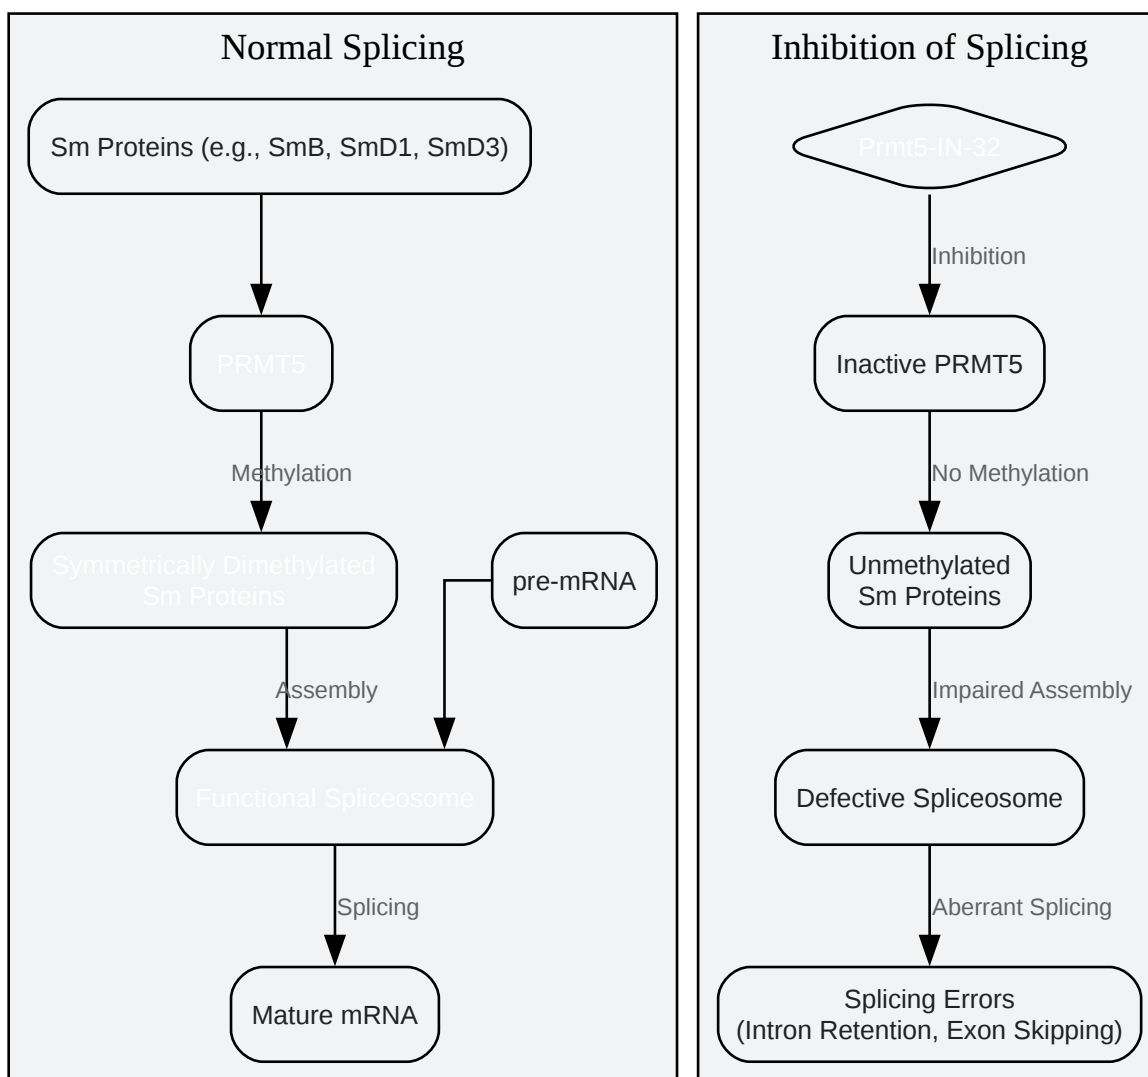 Normal Splicing
Sm Proteins (e.g., SmB, SmD1, SmD3)
PRMT5
Methylation
Symmetrically Dimethylated
Sm Proteins
pre-mRNA
Assembly
Functional Spliceosome
Splicing
Mature mRNA
Inhibition of Splicing
Prmt5-IN-32
Inhibition
Inactive PRMT5
No Methylation
Unmethylated
Sm Proteins
Impaired Assembly
Defective Spliceosome
Aberrant Splicing
Splicing Errors
(Intron Retention, Exon Skipping)